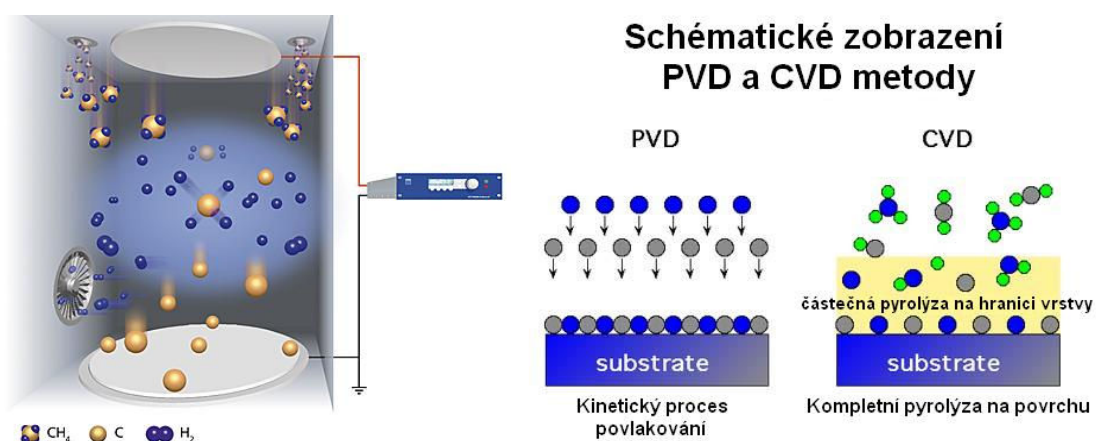 Schématické zobrazení
PVD a CVD metody
PVD
CVD
částečná pyrolýza na hranici vrstvy
substrate
substrate
Kinetický proces
povlakování
Kompletní pyrolýza na povrchu
CH₄ C H₂